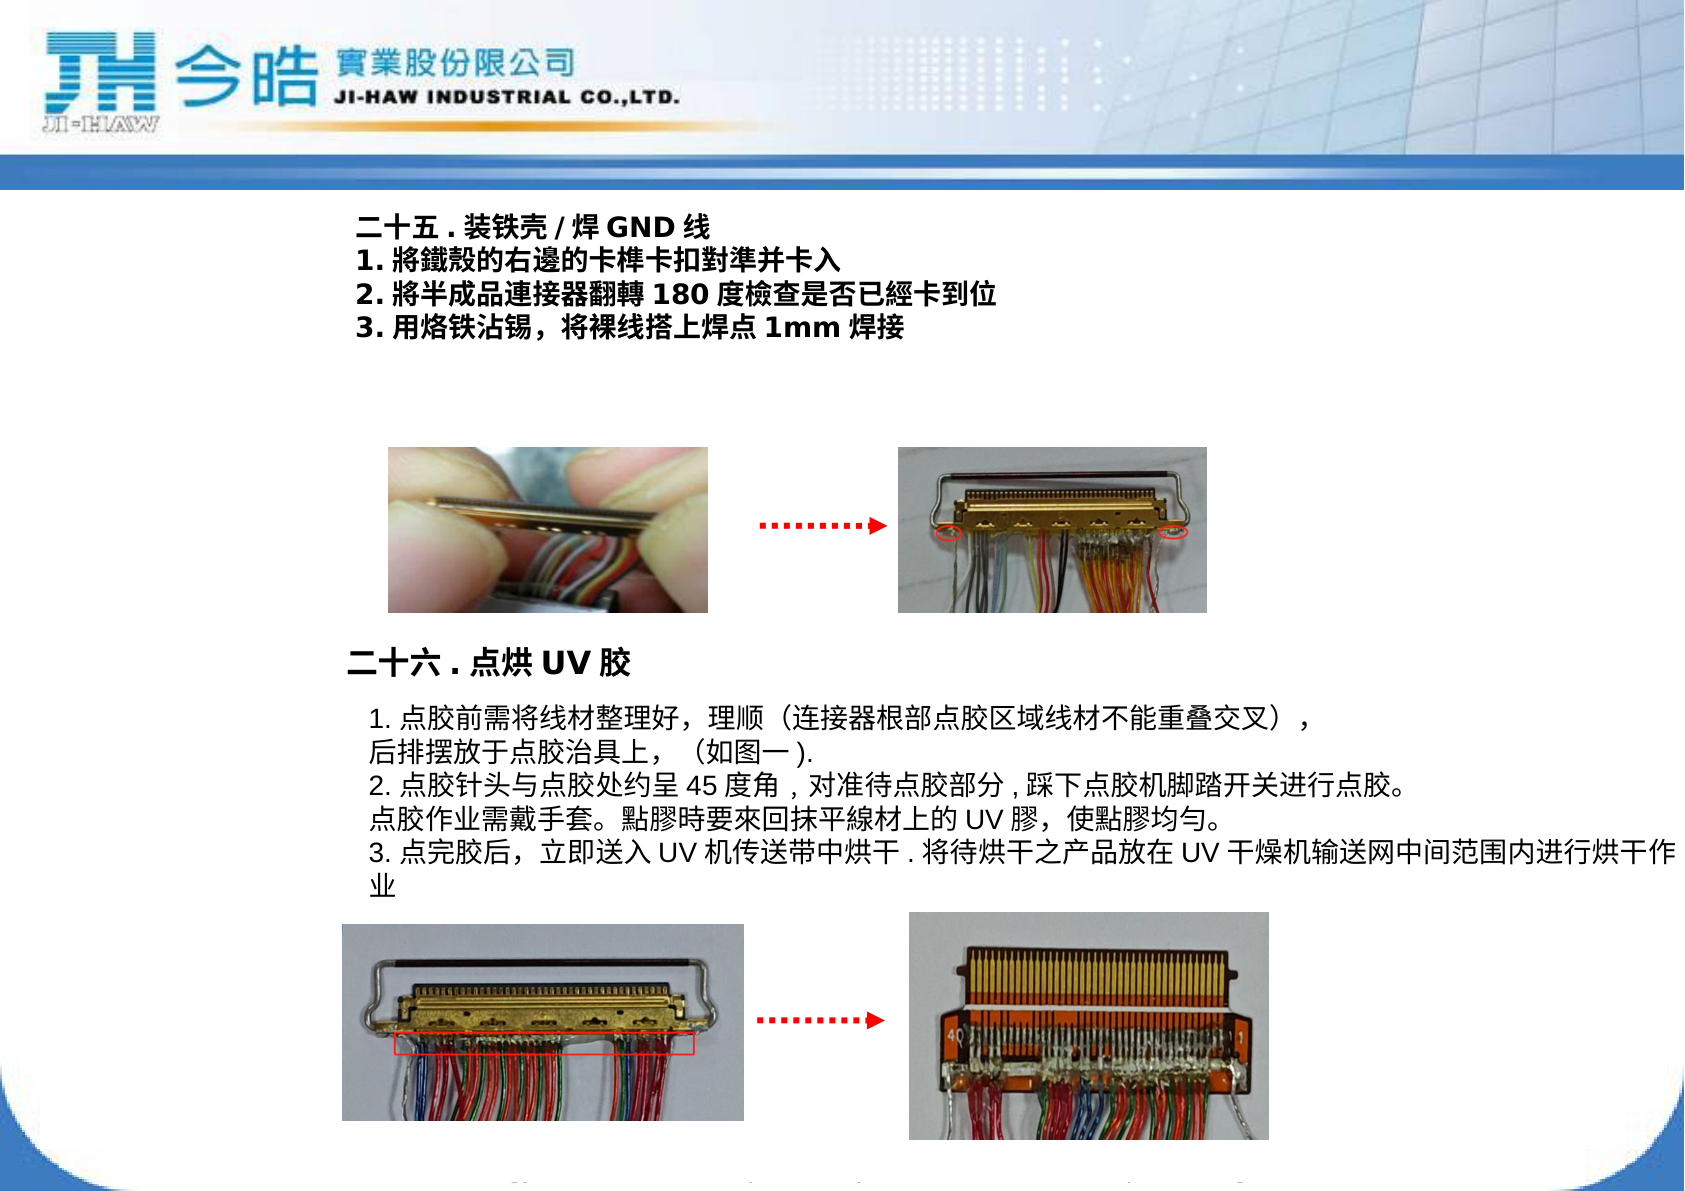 JH 今皓 實業股份限公司
JI-HAW INDUSTRIAL CO.,LTD.
JI-HAW
二十五 . 装铁壳 / 焊 GND 线
1. 將鐵殼的右邊的卡榫卡扣對準并卡入
2. 將半成品連接器翻轉 180 度檢查是否已經卡到位
3. 用烙铁沾锡，将裸线搭上焊点 1mm 焊接
二十六 . 点烘 UV 胶
1. 点胶前需将线材整理好，理顺（连接器根部点胶区域线材不能重叠交叉），
后排摆放于点胶治具上，（如图一 ).
2. 点胶针头与点胶处约呈 45 度角 , 对准待点胶部分 , 踩下点胶机脚踏开关进行点胶。
点胶作业需戴手套。點膠時要來回抹平線材上的 UV 膠，使點膠均勻。
3. 点完胶后，立即送入 UV 机传送带中烘干 . 将待烘干之产品放在 UV 干燥机输送网中间范围内进行烘干作
业
40 1